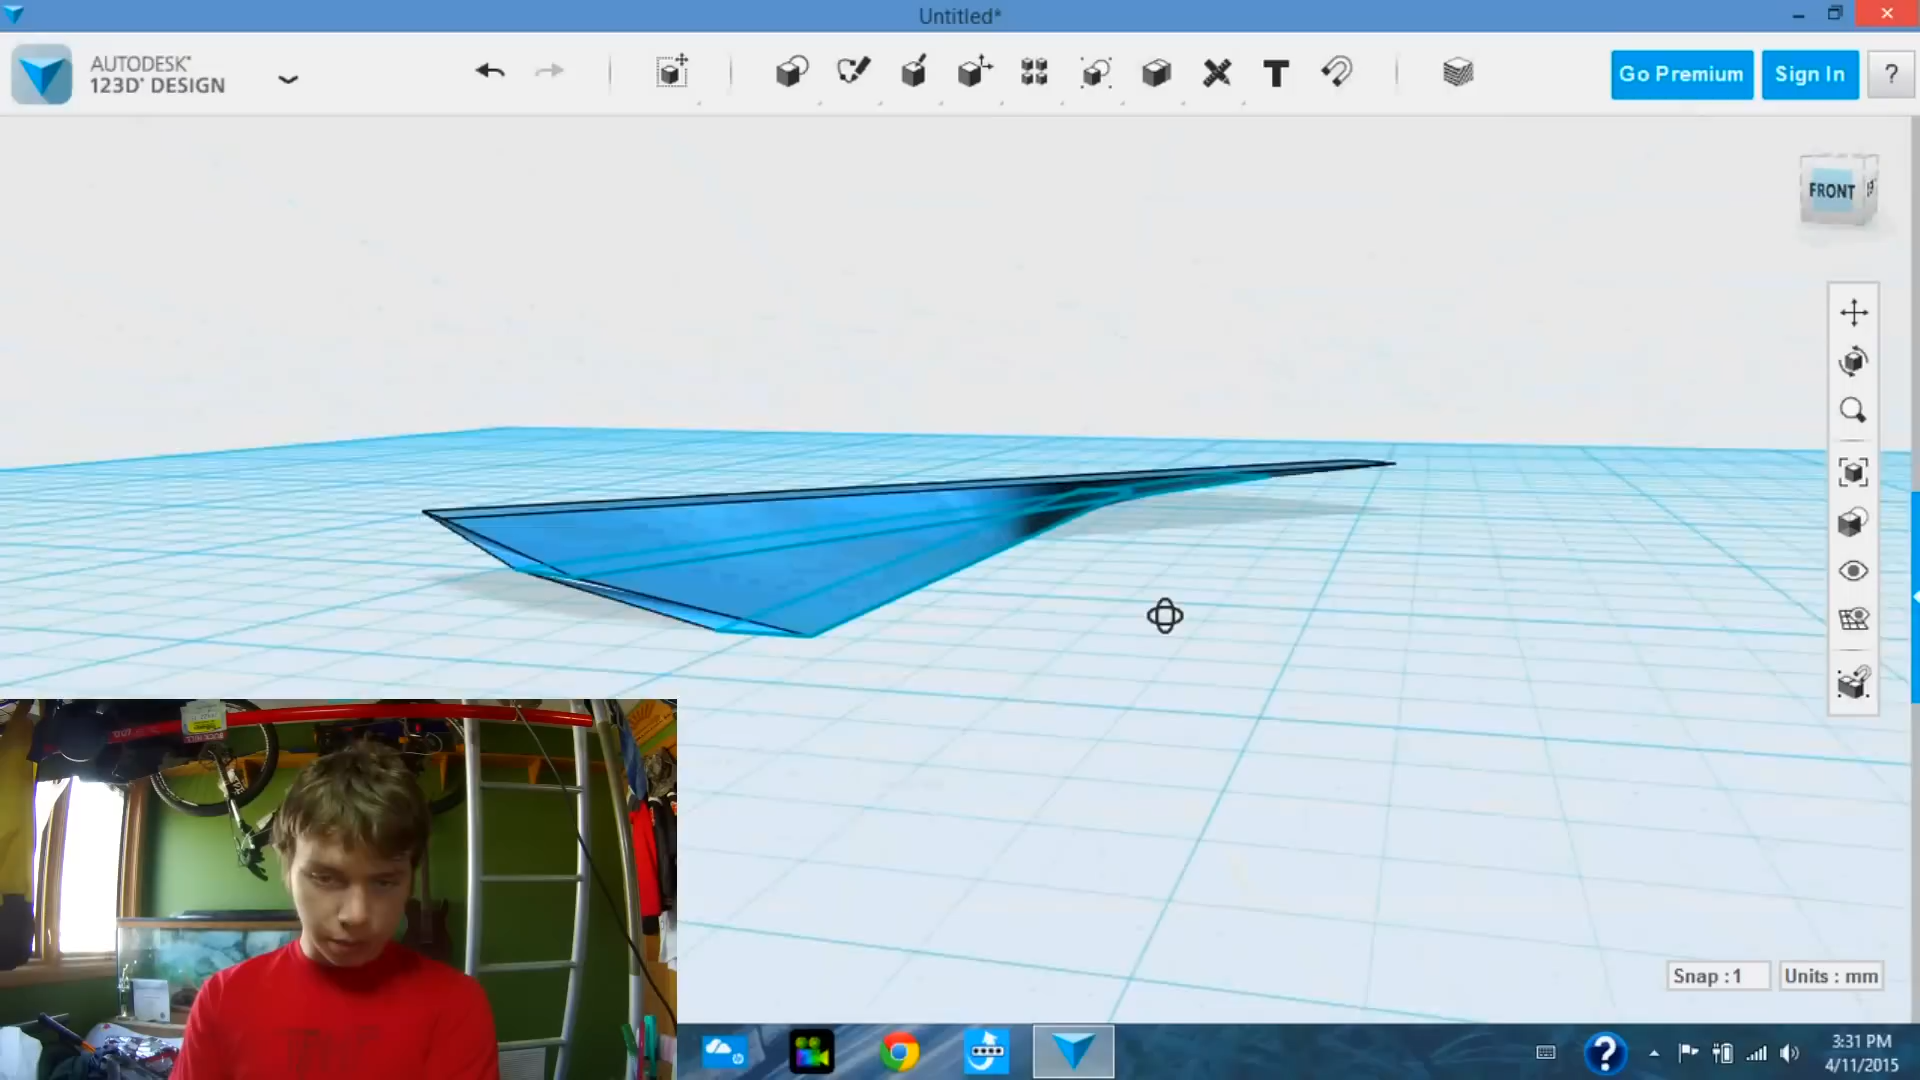 Untitled*
AUTODESK®
123D® DESIGN
T
Go Premium
Sign In
?
FRONT
Snap : 1
Units : mm
?
3:31 PM
4/11/2015